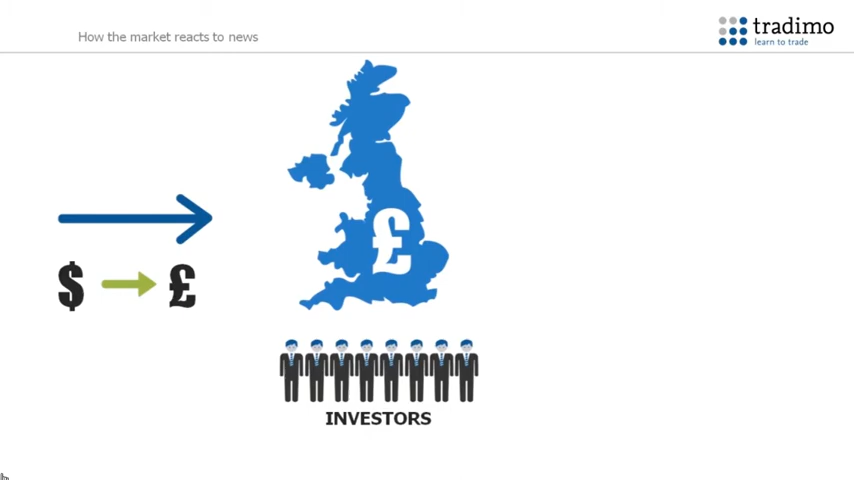 How the market reacts to news
tradimo
learn to trade
£
$ £
INVESTORS